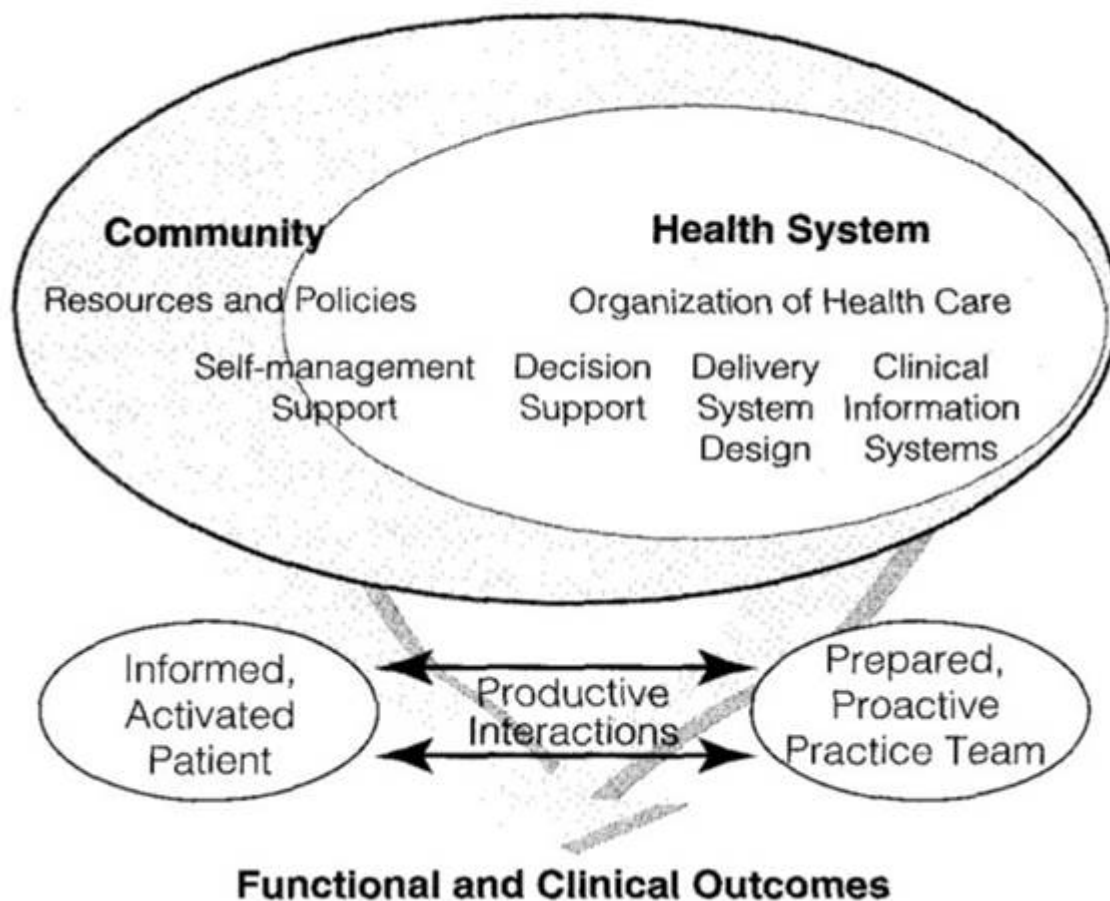 Community
Resources and Policies
Health System
Organization of Health Care
Self-management
Support
Decision
Support
Delivery
System
Design
Clinical
Information
Systems
Informed,
Activated
Patient
Productive
Interactions
Prepared,
Proactive
Practice Team
Functional and Clinical Outcomes